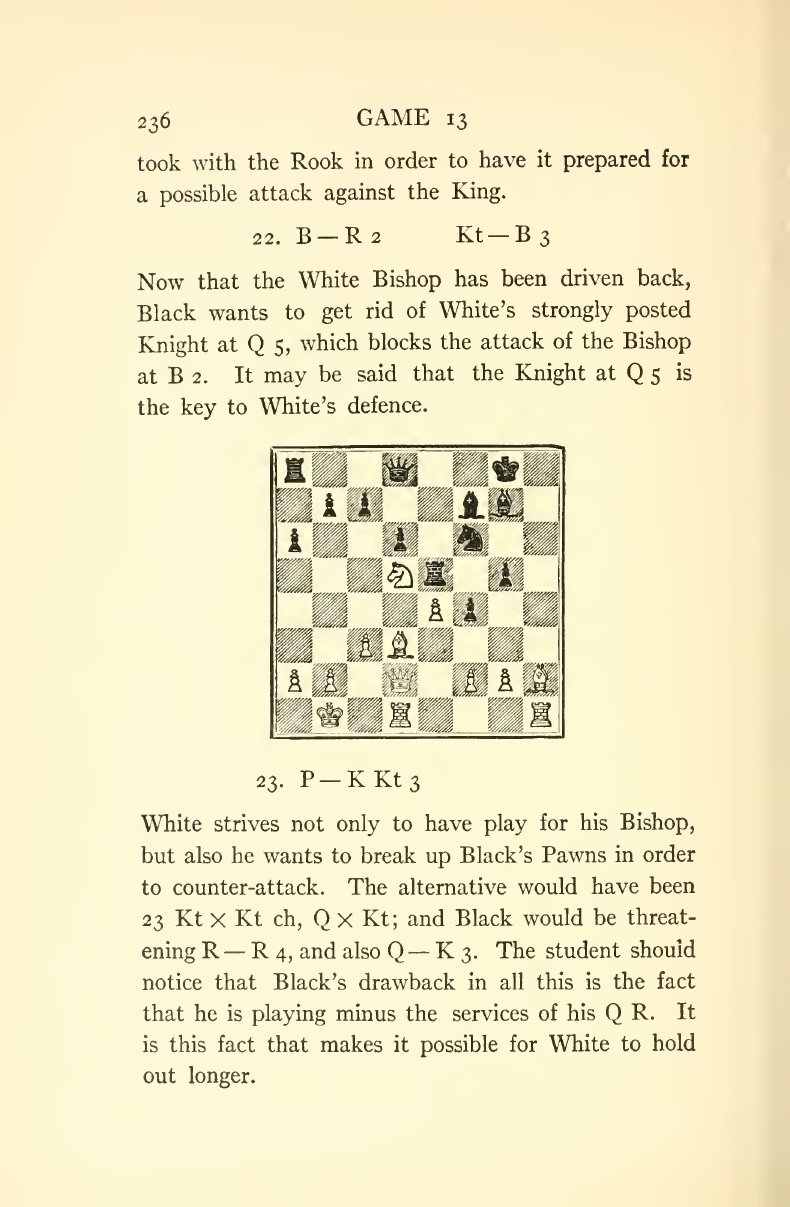 236
GAME 13
took with the Rook in order to have it prepared for
a possible attack against the King.
22. B — R 2 Kt — B 3
Now that the White Bishop has been driven back,
Black wants to get rid of White's strongly posted
Knight at Q 5, which blocks the attack of the Bishop
at B 2. It may be said that the Knight at Q 5 is
the key to White's defence.
23. P — K Kt 3
White strives not only to have play for his Bishop,
but also he wants to break up Black's Pawns in order
to counter-attack. The alternative would have been
23 Kt × Kt ch, Q × Kt; and Black would be threat-
ening R — R 4, and also Q — K 3. The student should
notice that Black's drawback in all this is the fact
that he is playing minus the services of his Q R. It
is this fact that makes it possible for White to hold
out longer.